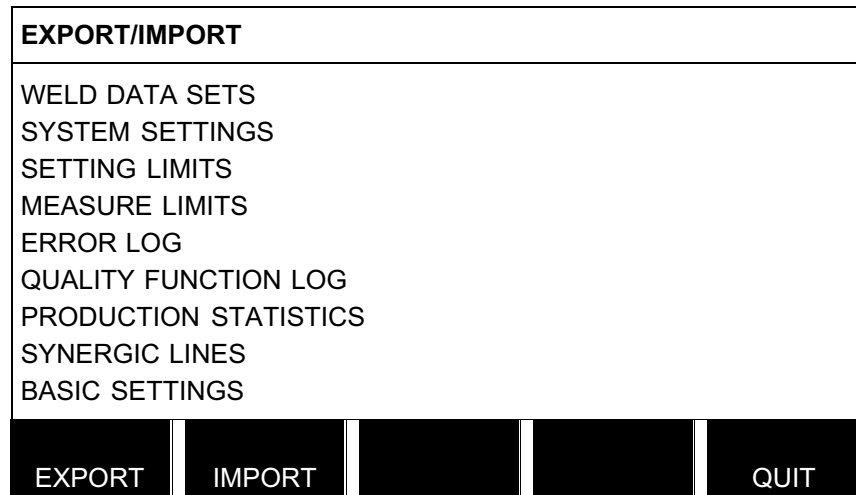 EXPORT/IMPORT
WELD DATA SETS
SYSTEM SETTINGS
SETTING LIMITS
MEASURE LIMITS
ERROR LOG
QUALITY FUNCTION LOG
PRODUCTION STATISTICS
SYNERGIC LINES
BASIC SETTINGS
EXPORT IMPORT QUIT